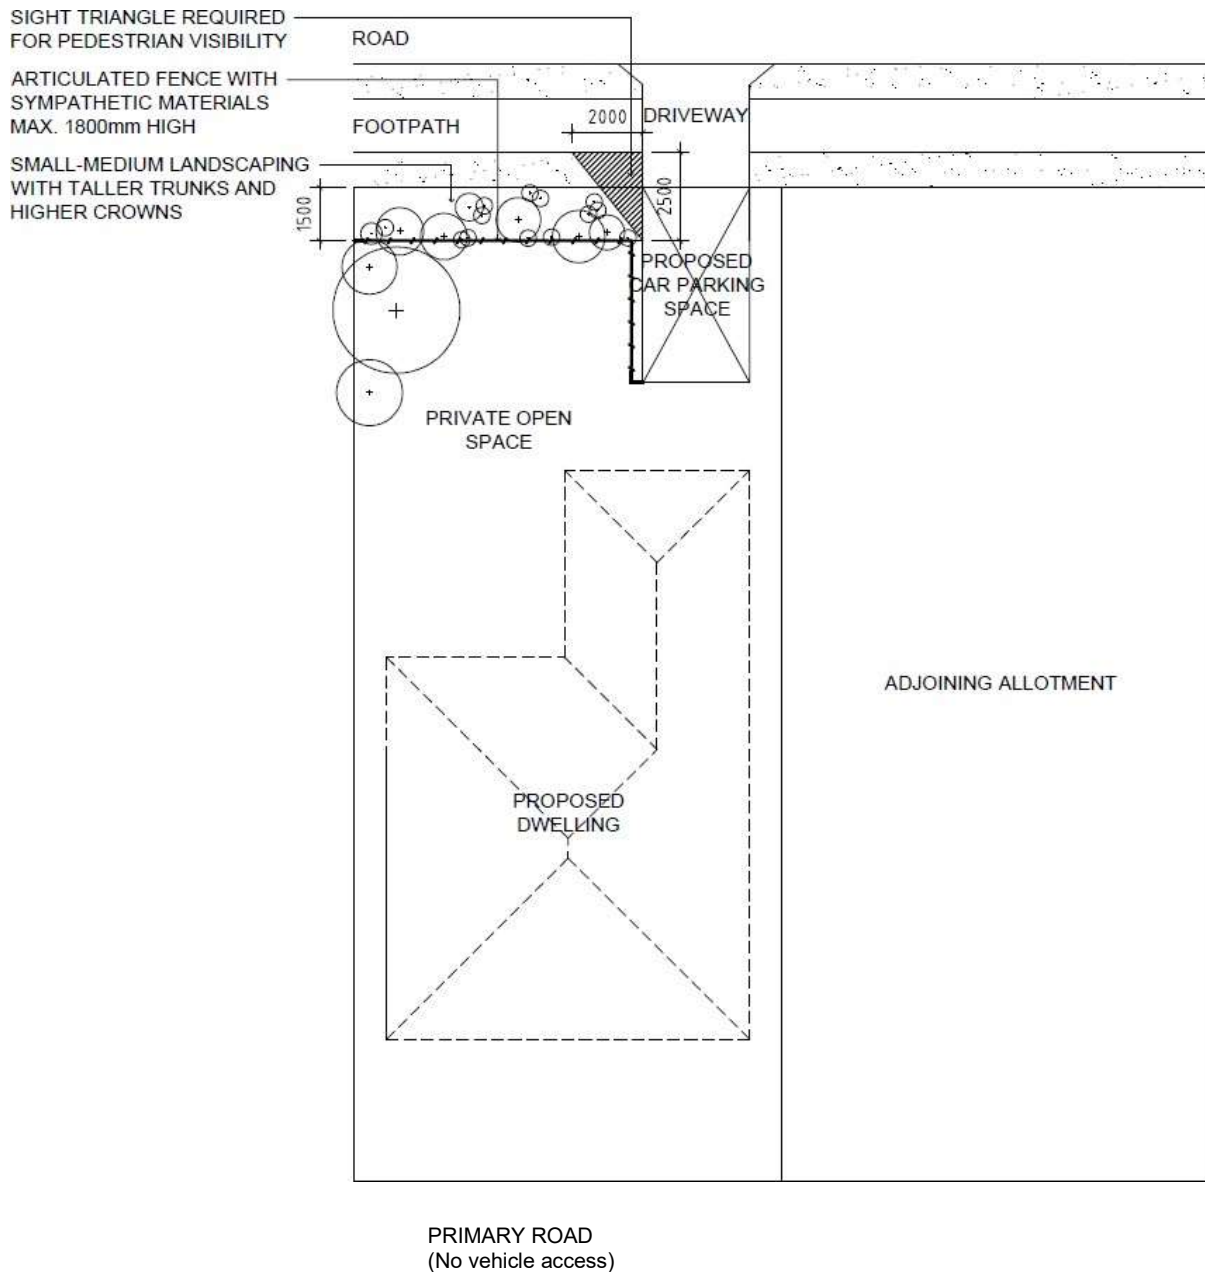 SIGHT TRIANGLE REQUIRED
FOR PEDESTRIAN VISIBILITY
ROAD
ARTICULATED FENCE WITH
SYMPATHETIC MATERIALS
MAX. 1800mm HIGH
FOOTPATH
2000
DRIVEWAY
SMALL-MEDIUM LANDSCAPING
WITH TALLER TRUNKS AND
HIGHER CROWNS
1500
2500
PROPOSED
CAR PARKING
SPACE
PRIVATE OPEN
SPACE
ADJOINING ALLOTMENT
PROPOSED
DWELLING
PRIMARY ROAD
(No vehicle access)